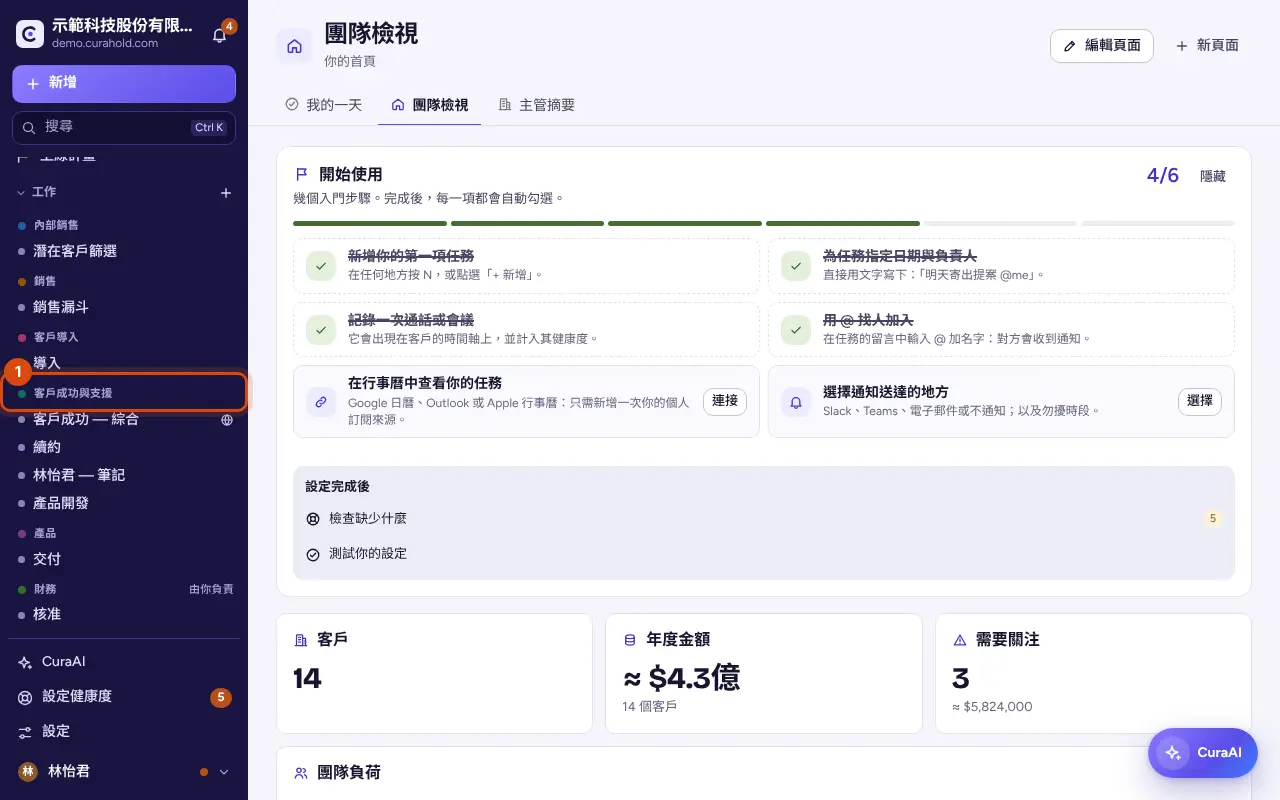 示範科技股份有限...
demo.curahold.com
4
+ 新增
搜尋
Ctrl K
上線計畫
工作
內部銷售
潛在客戶篩選
銷售
銷售漏斗
客戶導入
導入
1
客戶成功與支援
客戶成功 — 綜合
續約
林怡君 — 筆記
產品開發
產品
交付
財務
由你負責
核准
CuraAI
設定健康度
5
設定
林
林怡君
團隊檢視
你的首頁
編輯頁面
+ 新頁面
我的一天
團隊檢視
主管摘要
開始使用
4/6
隱藏
幾個入門步驟。完成後，每一項都會自動勾選。
新增你的第一項任務
在任何地方按 N，或點選「+ 新增」。
為任務指定日期與負責人
直接用文字寫下：「明天寄出提案 @me」。
記錄一次通話或會議
它會出現在客戶的時間軸上，並計入其健康度。
用 @ 找人加入
在任務的留言中輸入 @ 加名字：對方會收到通知。
在行事曆中查看你的任務
Google 日曆、Outlook 或 Apple 行事曆：只需新增一次你的個人
訂閱來源。
連接
選擇通知送達的地方
Slack、Teams、電子郵件或不通知；以及勿擾時段。
選擇
設定完成後
檢查缺少什麼
5
測試你的設定
客戶
14
年度金額
≈ $4.3億
14 個客戶
需要關注
3
≈ $5,824,000
團隊負荷
CuraAI